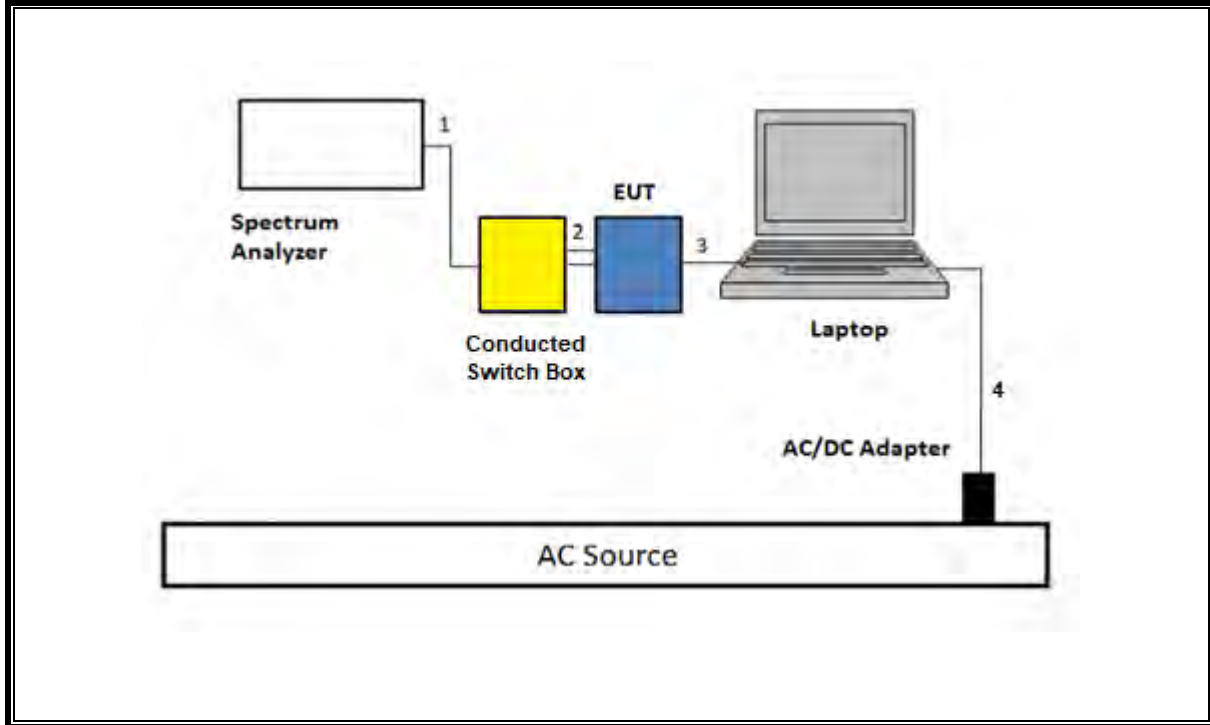 1
EUT
Spectrum
Analyzer
2
3
Conducted
Switch Box
Laptop
4
AC/DC Adapter
AC Source